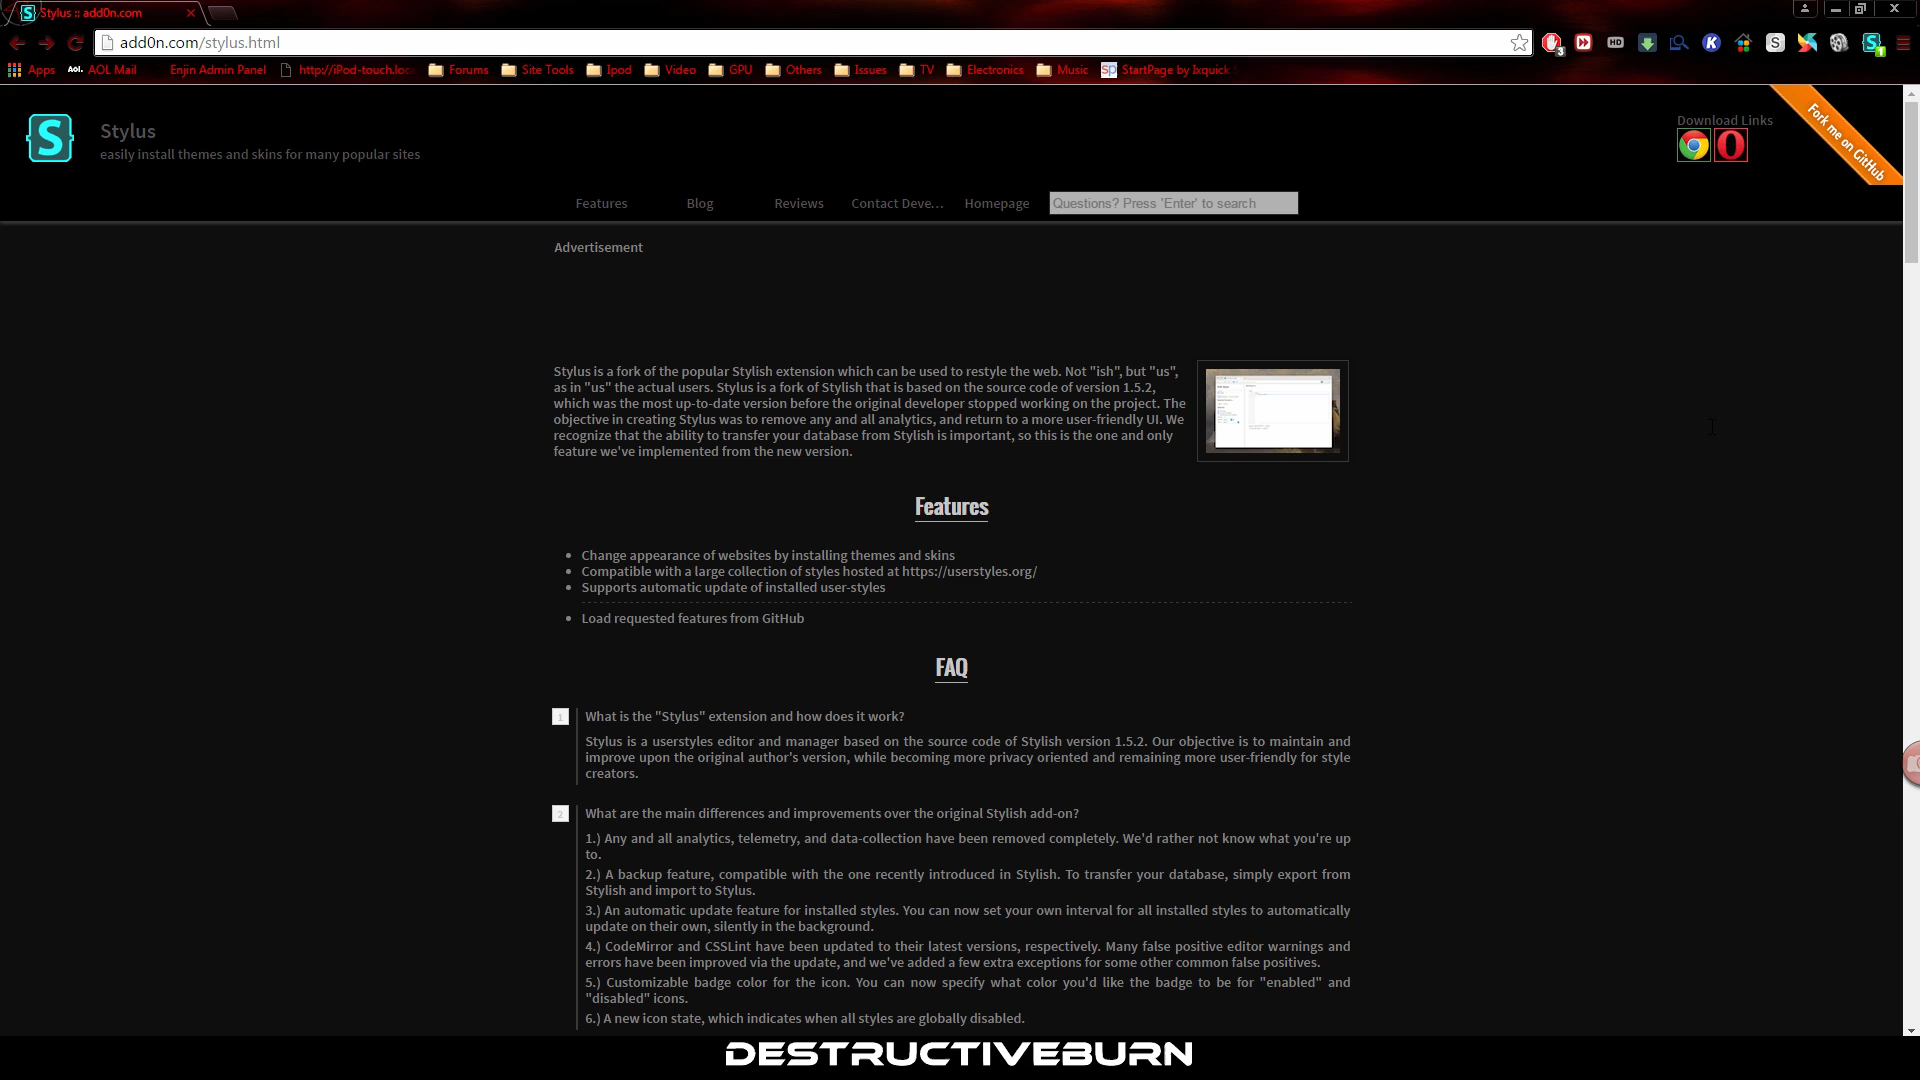 Stylus :: add0n.com
add0n.com/stylus.html
3
HD
K
S
S
1
Apps
Aol. AOL Mail
Enjin Admin Panel
http://iPod-touch.loc
Forums
Site Tools
Ipod
Video
GPU
Others
Issues
TV
Electronics
Music
sp StartPage by Ixquick
S
Stylus
easily install themes and skins for many popular sites
Download Links
Fork me on GitHub
Features
Blog
Reviews
Contact Deve...
Homepage
Questions? Press 'Enter' to search
Advertisement
Stylus is a fork of the popular Stylish extension which can be used to restyle the web. Not "ish", but "us",
as in "us" the actual users. Stylus is a fork of Stylish that is based on the source code of version 1.5.2,
which was the most up-to-date version before the original developer stopped working on the project. The
objective in creating Stylus was to remove any and all analytics, and return to a more user-friendly UI. We
recognize that the ability to transfer your database from Stylish is important, so this is the one and only
feature we've implemented from the new version.
Features
• Change appearance of websites by installing themes and skins
• Compatible with a large collection of styles hosted at https://userstyles.org/
• Supports automatic update of installed user-styles
• Load requested features from GitHub
FAQ
1 What is the "Stylus" extension and how does it work?
Stylus is a userstyles editor and manager based on the source code of Stylish version 1.5.2. Our objective is to maintain and
improve upon the original author's version, while becoming more privacy oriented and remaining more user-friendly for style
creators.
2 What are the main differences and improvements over the original Stylish add-on?
1.) Any and all analytics, telemetry, and data-collection have been removed completely. We'd rather not know what you're up
to.
2.) A backup feature, compatible with the one recently introduced in Stylish. To transfer your database, simply export from
Stylish and import to Stylus.
3.) An automatic update feature for installed styles. You can now set your own interval for all installed styles to automatically
update on their own, silently in the background.
4.) CodeMirror and CSSLint have been updated to their latest versions, respectively. Many false positive editor warnings and
errors have been improved via the update, and we've added a few extra exceptions for some other common false positives.
5.) Customizable badge color for the icon. You can now specify what color you'd like the badge to be for "enabled" and
"disabled" icons.
6.) A new icon state, which indicates when all styles are globally disabled.
DESTRUCTIVEBURN